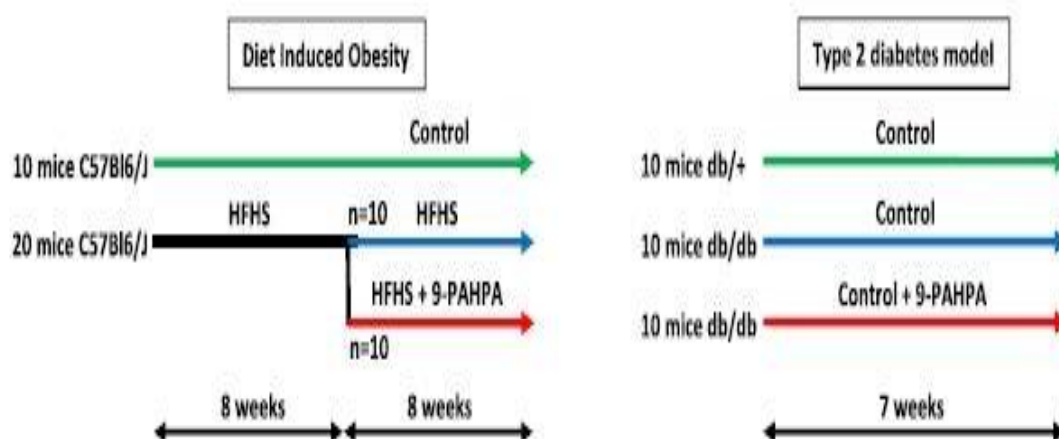 Diet Induced Obesity
Control
10 mice C57Bl6/J
HFHS
n=10
HFHS
20 mice C57Bl6/J
HFHS + 9-PAHPA
n=10
8 weeks
8 weeks
Type 2 diabetes model
Control
10 mice db/+
Control
10 mice db/db
Control + 9-PAHPA
10 mice db/db
7 weeks